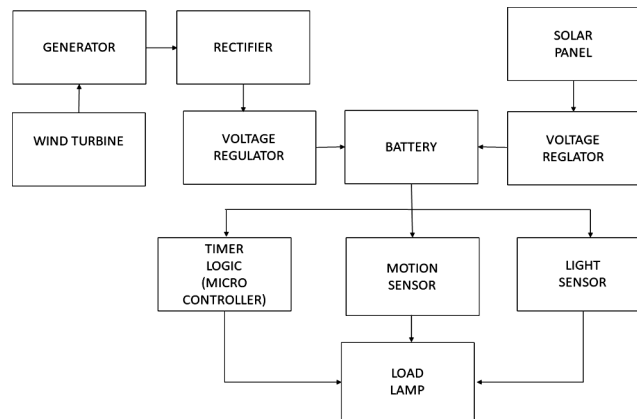 GENERATOR
RECTIFIER
SOLAR
PANEL
WIND TURBINE
VOLTAGE
REGULATOR
BATTERY
VOLTAGE
REGLATOR
TIMER
LOGIC
(MICRO
CONTROLLER)
MOTION
SENSOR
LIGHT
SENSOR
LOAD
LAMP